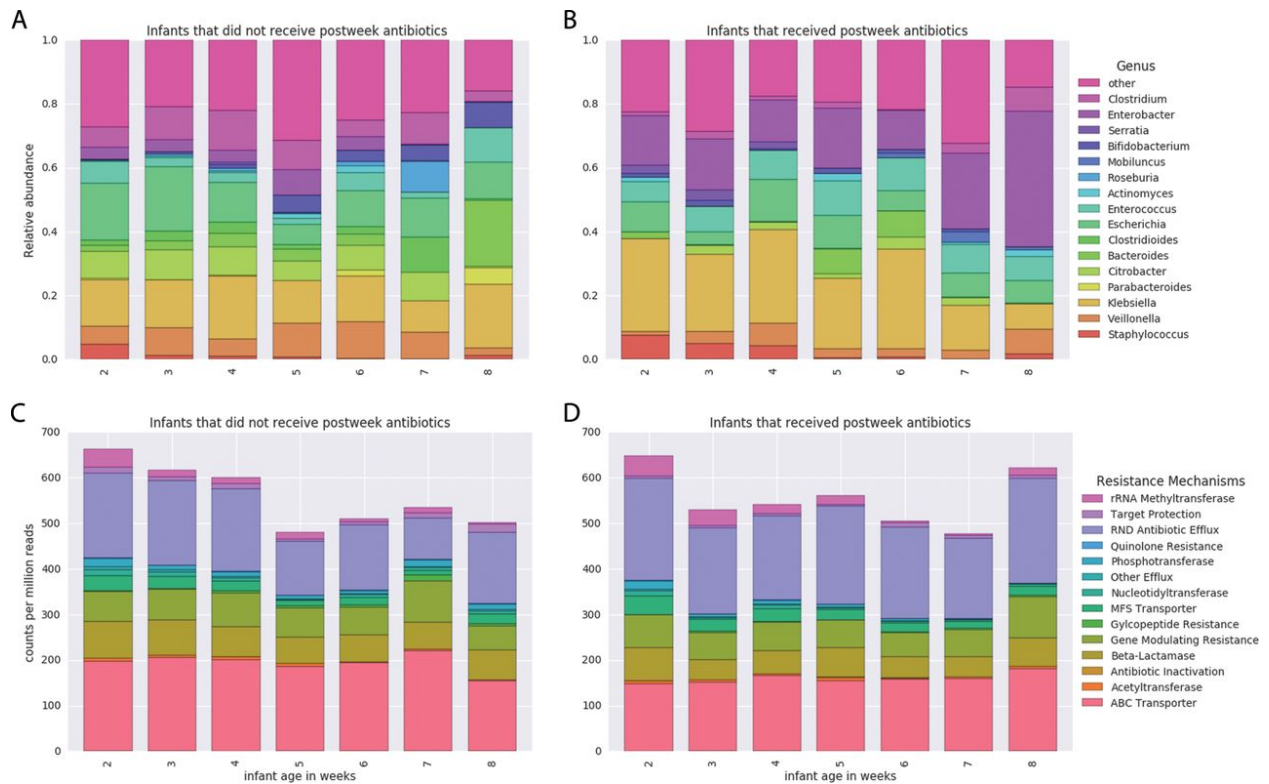 A
Infants that did not receive postweek antibiotics
1.0
0.8
0.6
0.4
0.2
0.0
Relative abundance
2 3 4 5 6 7 8
B
Infants that received postweek antibiotics
1.0
0.8
0.6
0.4
0.2
0.0
2 3 4 5 6 7 8
Genus
other
Clostridium
Enterobacter
Serratia
Bifidobacterium
Mobiluncus
Roseburia
Actinomyces
Enterococcus
Escherichia
Clostridioides
Bacteroides
Citrobacter
Parabacteroides
Klebsiella
Veillonella
Staphylococcus
C
Infants that did not receive postweek antibiotics
700
600
500
400
300
200
100
0
counts per million reads
2 3 4 5 6 7 8
infant age in weeks
D
Infants that received postweek antibiotics
700
600
500
400
300
200
100
0
2 3 4 5 6 7 8
infant age in weeks
Resistance Mechanisms
rRNA Methyltransferase
Target Protection
RND Antibiotic Efflux
Quinolone Resistance
Phosphotransferase
Other Efflux
Nucleotidyltransferase
MFS Transporter
Gylcopeptide Resistance
Gene Modulating Resistance
Beta-Lactamase
Antibiotic Inactivation
Acetyltransferase
ABC Transporter